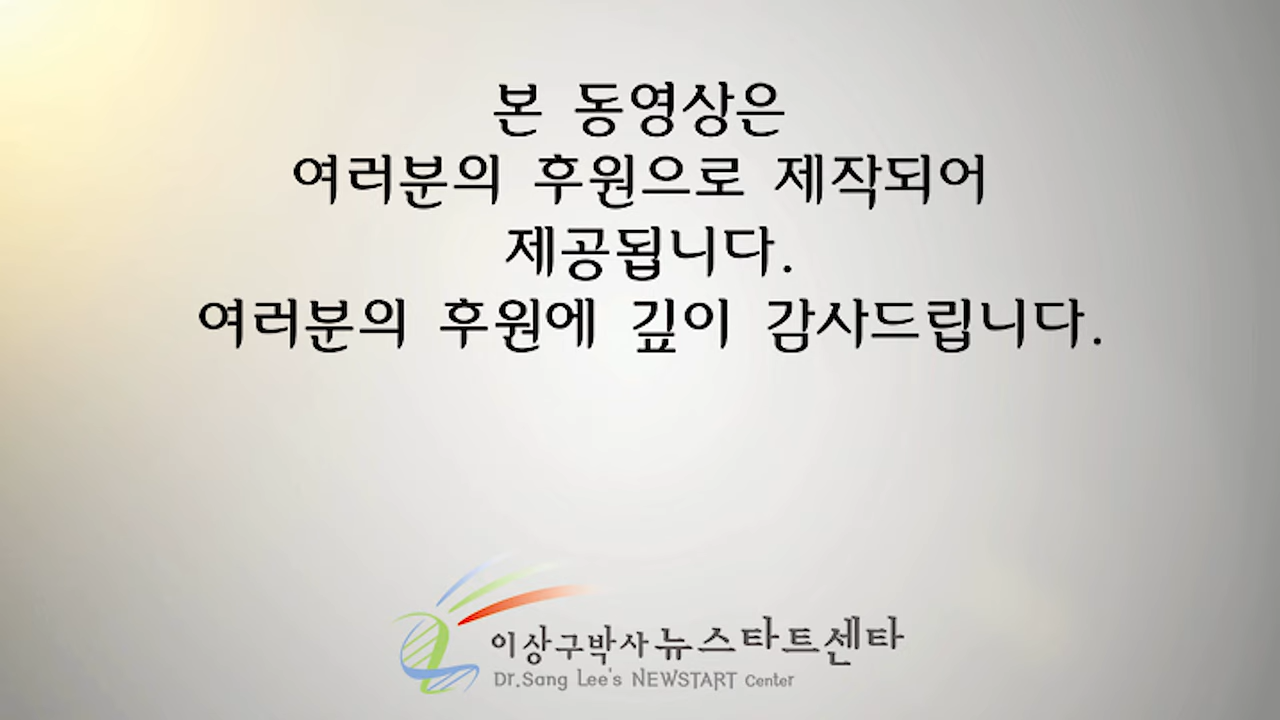 본 동영상은
여러분의 후원으로 제작되어
제공됩니다.
여러분의 후원에 깊이 감사드립니다.
이상구박사뉴스타트센타
Dr.Sang Lee's NEWSTART Center